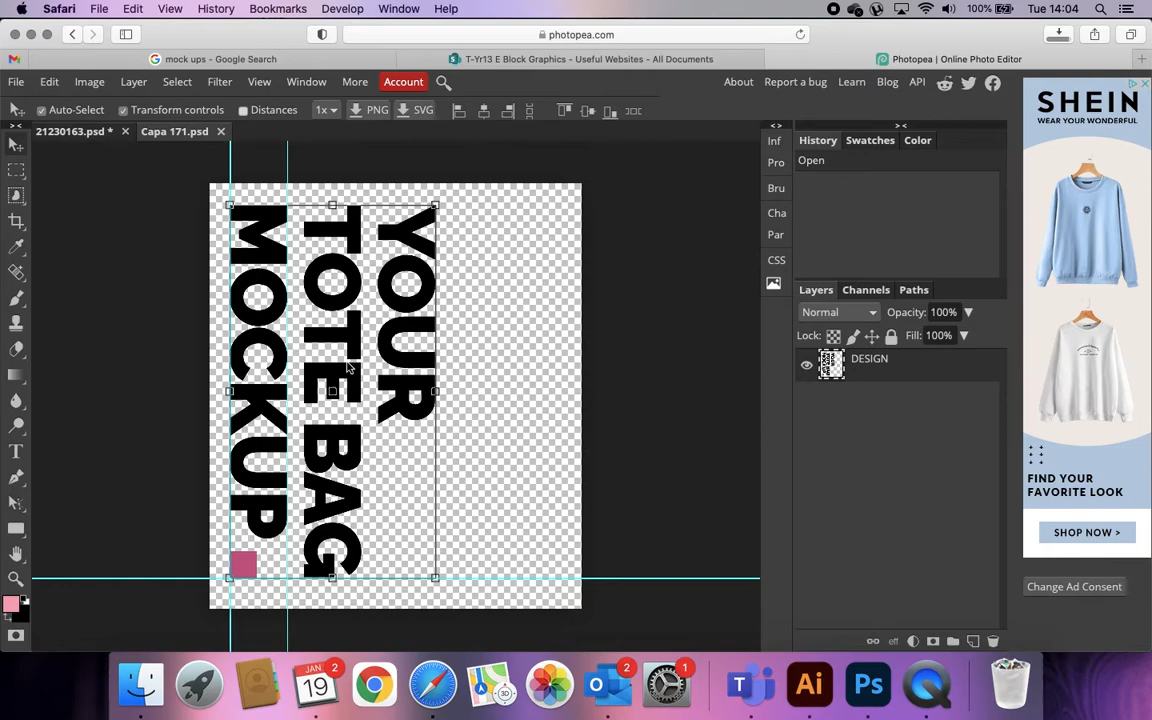 Safari File Edit View History Bookmarks Develop Window Help 100% Tue 14:04
photopea.com
mock ups - Google Search
T-Yr13 E Block Graphics - Useful Websites - All Documents
Photopea | Online Photo Editor
File Edit Image Layer Select Filter View Window More Account About Report a bug Learn Blog API
Auto-Select Transform controls Distances 1x PNG SVG
21230163.psd * Capa 171.psd
YOUR
TOTE BAG
MOCKUP
Inf
Pro
Bru
Cha
Par
CSS
History Swatches Color
Open
Layers Channels Paths
Normal Opacity: 100%
Lock: Fill: 100%
DESIGN
SHEIN
WEAR YOUR WONDERFUL
FIND YOUR
FAVORITE LOOK
SHOP NOW >
Change Ad Consent
JAN
19
2
3D
2
1
T
Ai
Ps